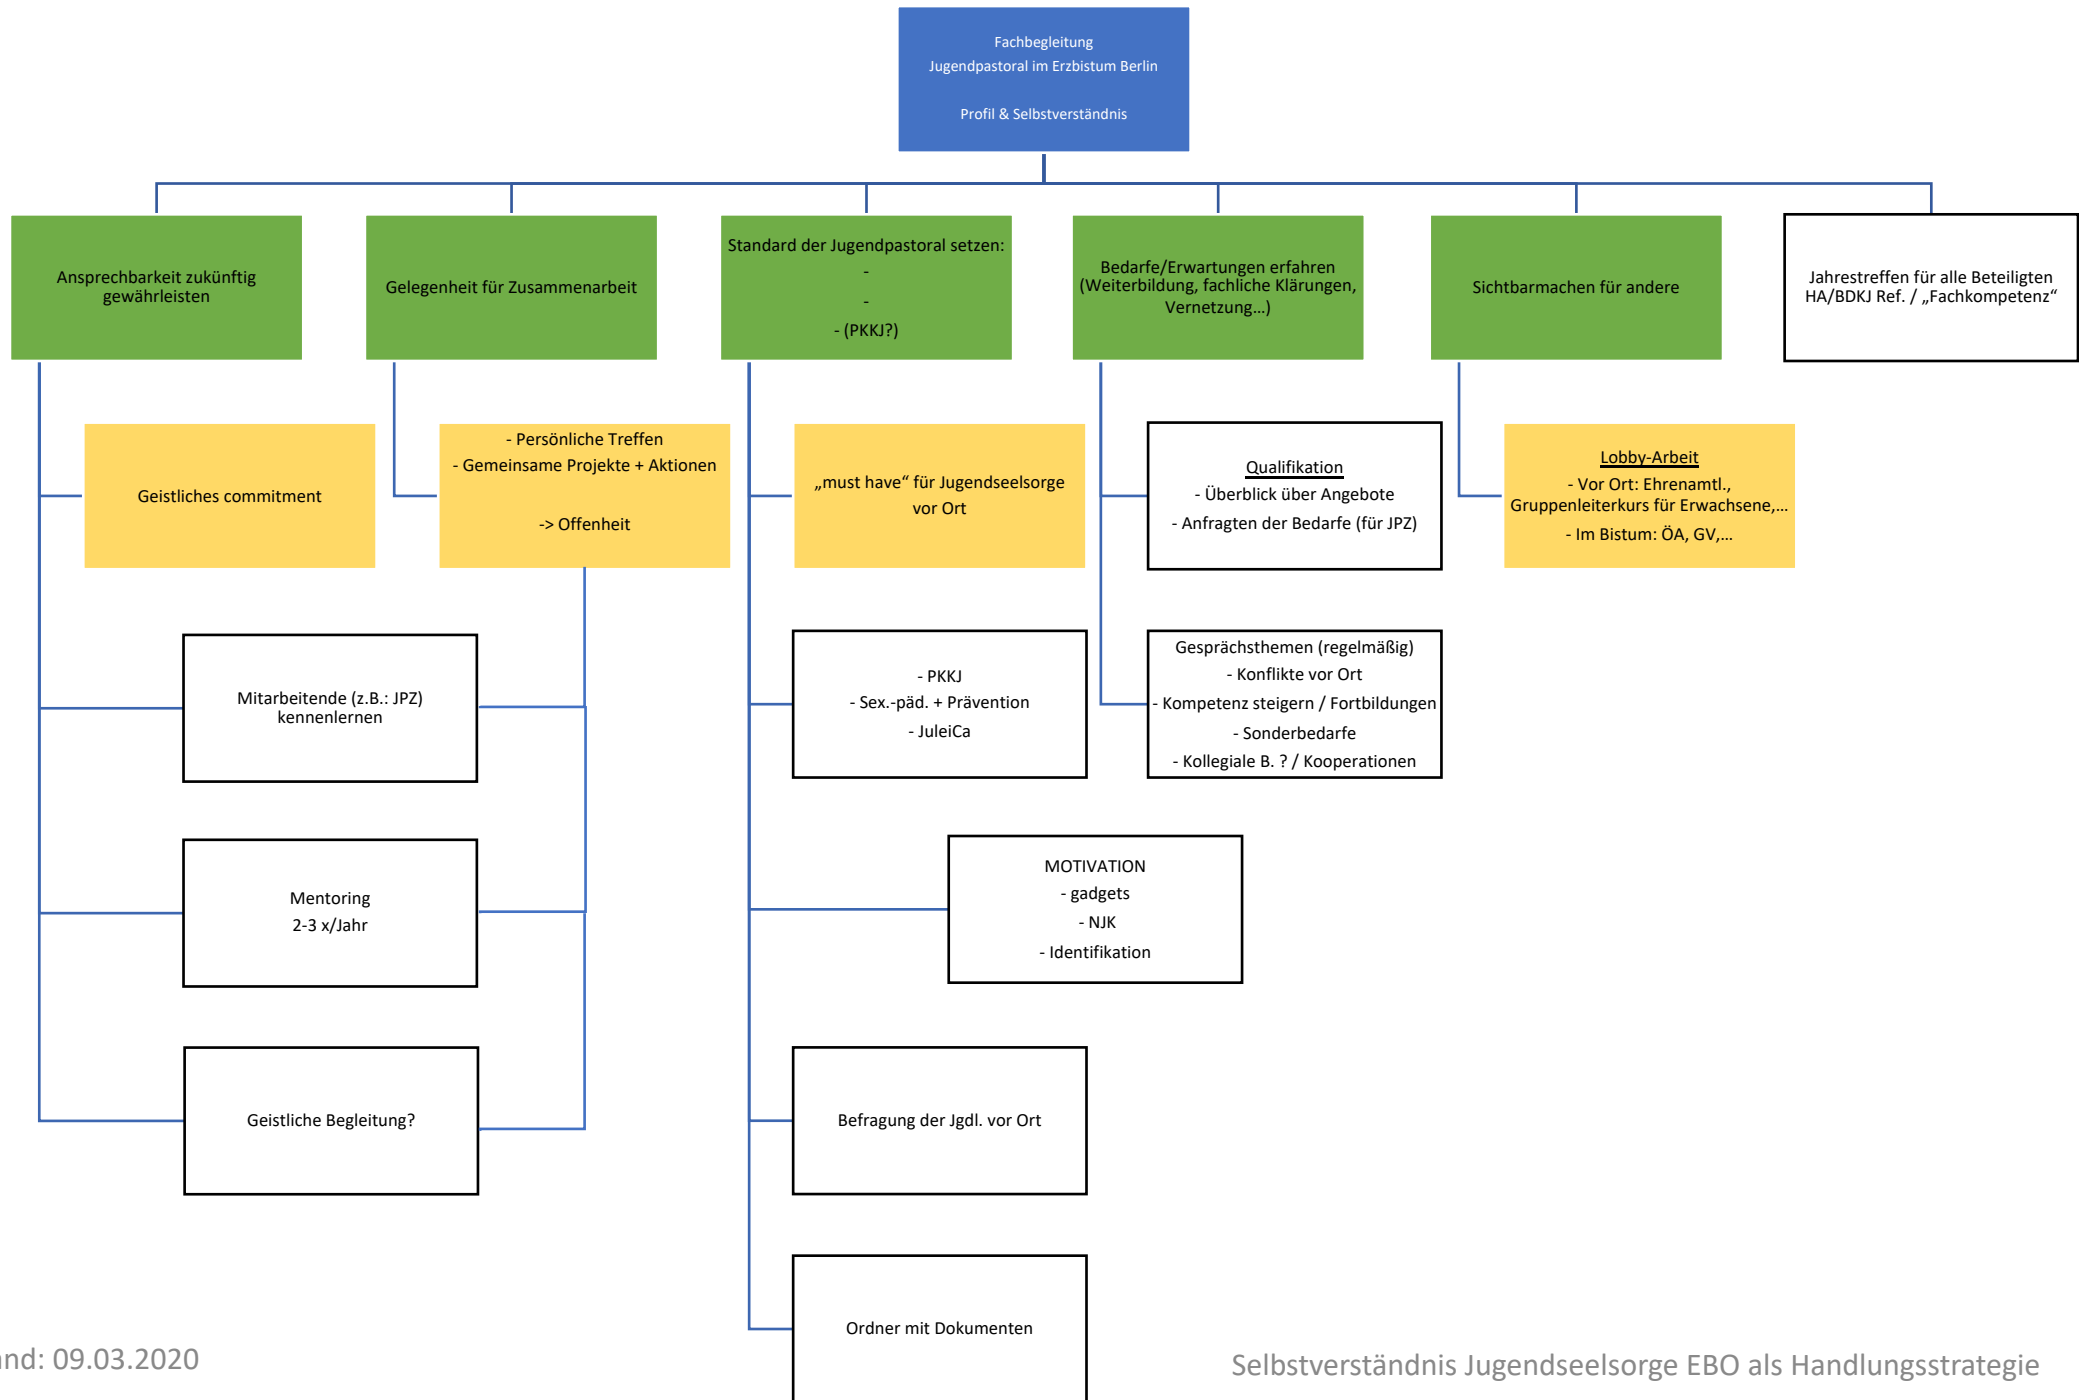 Fachbegleitung
Jugendpastoral im Erzbistum Berlin
Profil & Selbstverständnis
Ansprechbarkeit zukünftig
gewährleisten
Gelegenheit für Zusammenarbeit
Standard der Jugendpastoral setzen:
-
-
- (PKKJ?)
Bedarfe/Erwartungen erfahren
(Weiterbildung, fachliche Klärungen,
Vernetzung...)
Sichtbarmachen für andere
Jahrestreffen für alle Beteiligten
HA/BDKJ Ref. / „Fachkompetenz“
Geistliches commitment
- Persönliche Treffen
- Gemeinsame Projekte + Aktionen
-> Offenheit
„must have“ für Jugendseelsorge
vor Ort
Qualifikation
- Überblick über Angebote
- Anfragten der Bedarfe (für JPZ)
Lobby-Arbeit
- Vor Ort: Ehrenamtl.,
Gruppenleiterkurs für Erwachsene,...
- Im Bistum: ÖA, GV,...
Mitarbeitende (z.B.: JPZ)
kennenlernen
- PKKJ
- Sex.-päd. + Prävention
- JuleiCa
Gesprächsthemen (regelmäßig)
- Konflikte vor Ort
- Kompetenz steigern / Fortbildungen
- Sonderbedarfe
- Kollegiale B. ? / Kooperationen
Mentoring
2-3 x/Jahr
MOTIVATION
- gadgets
- NJK
- Identifikation
Geistliche Begleitung?
Befragung der Jgdl. vor Ort
Ordner mit Dokumenten
and: 09.03.2020
Selbstverständnis Jugendseelsorge EBO als Handlungsstrategie